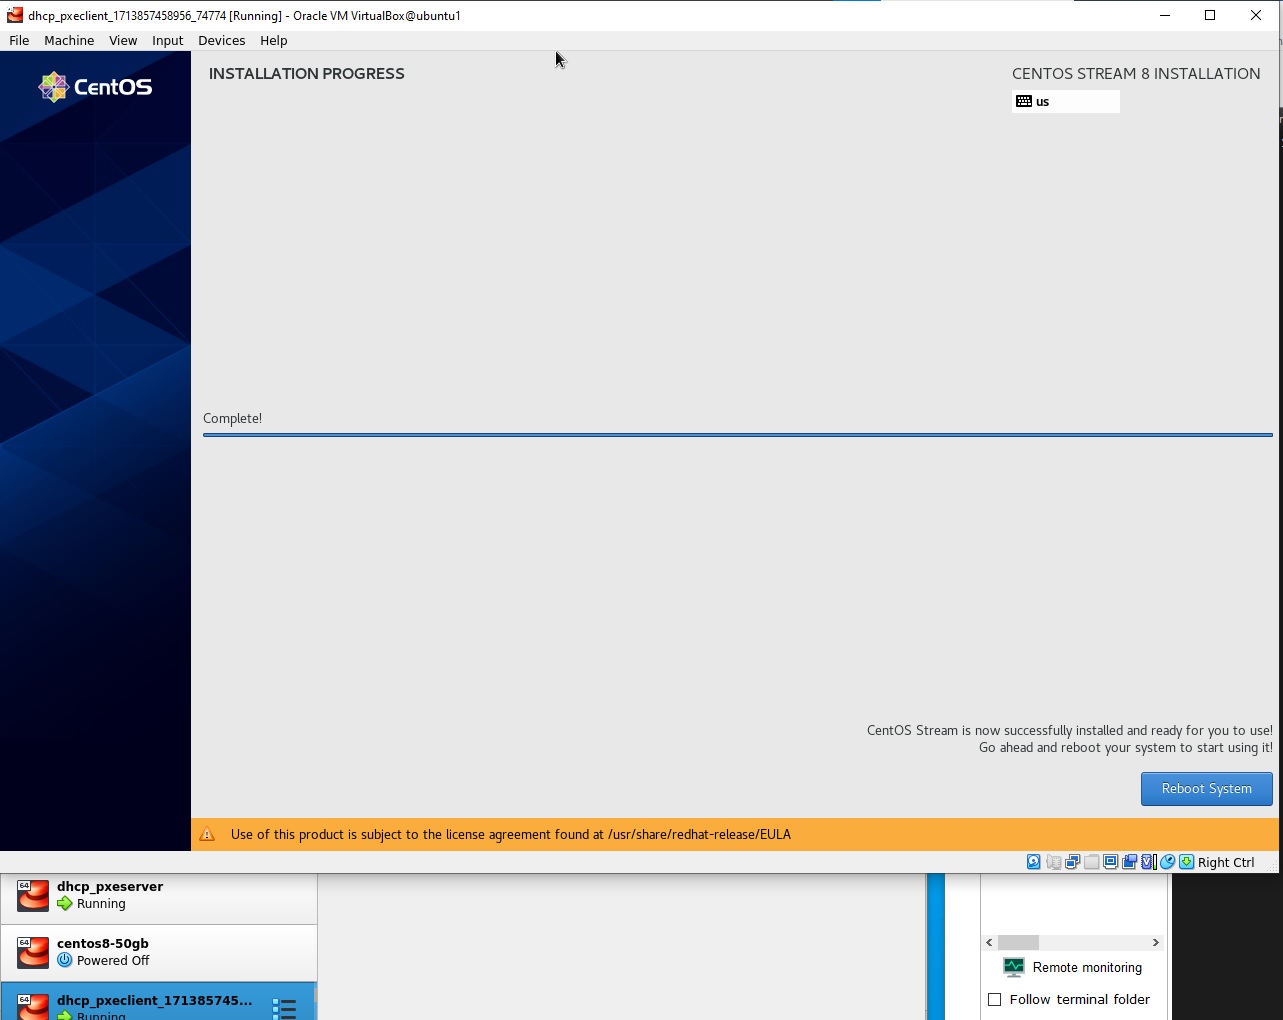 dhcp_pxeclient_1713857458956_74774 [Running] - Oracle VM VirtualBox@ubuntu1
File Machine View Input Devices Help
CentOS
INSTALLATION PROGRESS
CENTOS STREAM 8 INSTALLATION
us
Complete!
CentOS Stream is now successfully installed and ready for you to use!
Go ahead and reboot your system to start using it!
Reboot System
Use of this product is subject to the license agreement found at /usr/share/redhat-release/EULA
Right Ctrl
64
dhcp_pxeserver
Running
64
centos8-50gb
Powered Off
64
dhcp_pxeclient_171385745...
Running
Remote monitoring
Follow terminal folder